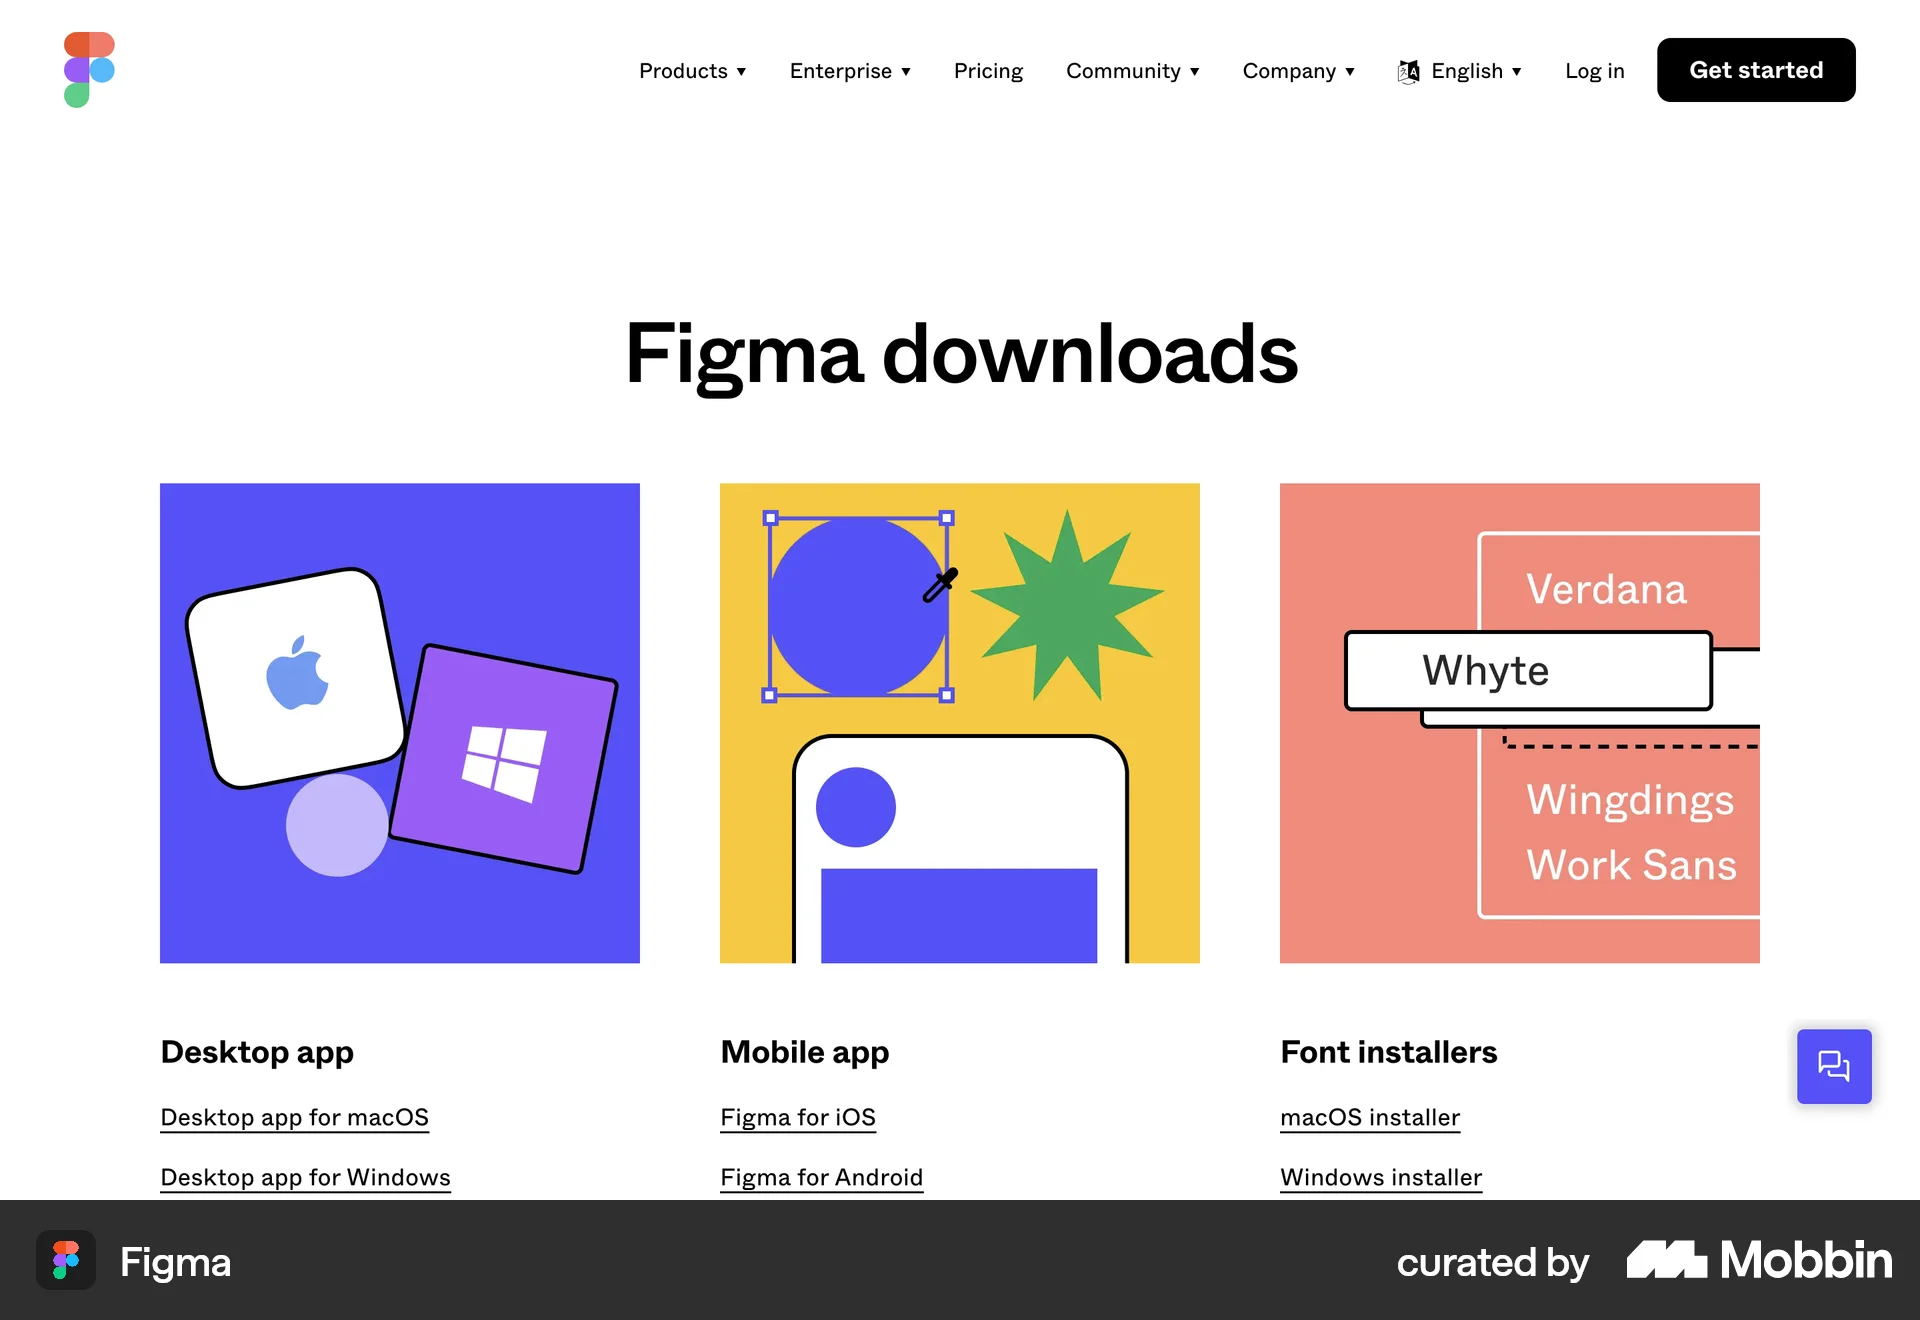 Products ▼ Enterprise ▼ Pricing Community ▼ Company ▼ English ▼ Log in Get started
Figma downloads
Verdana
Whyte
Wingdings
Work Sans
Desktop app
Desktop app for macOS
Desktop app for Windows
Mobile app
Figma for iOS
Figma for Android
Font installers
macOS installer
Windows installer
Figma
curated by Mobbin